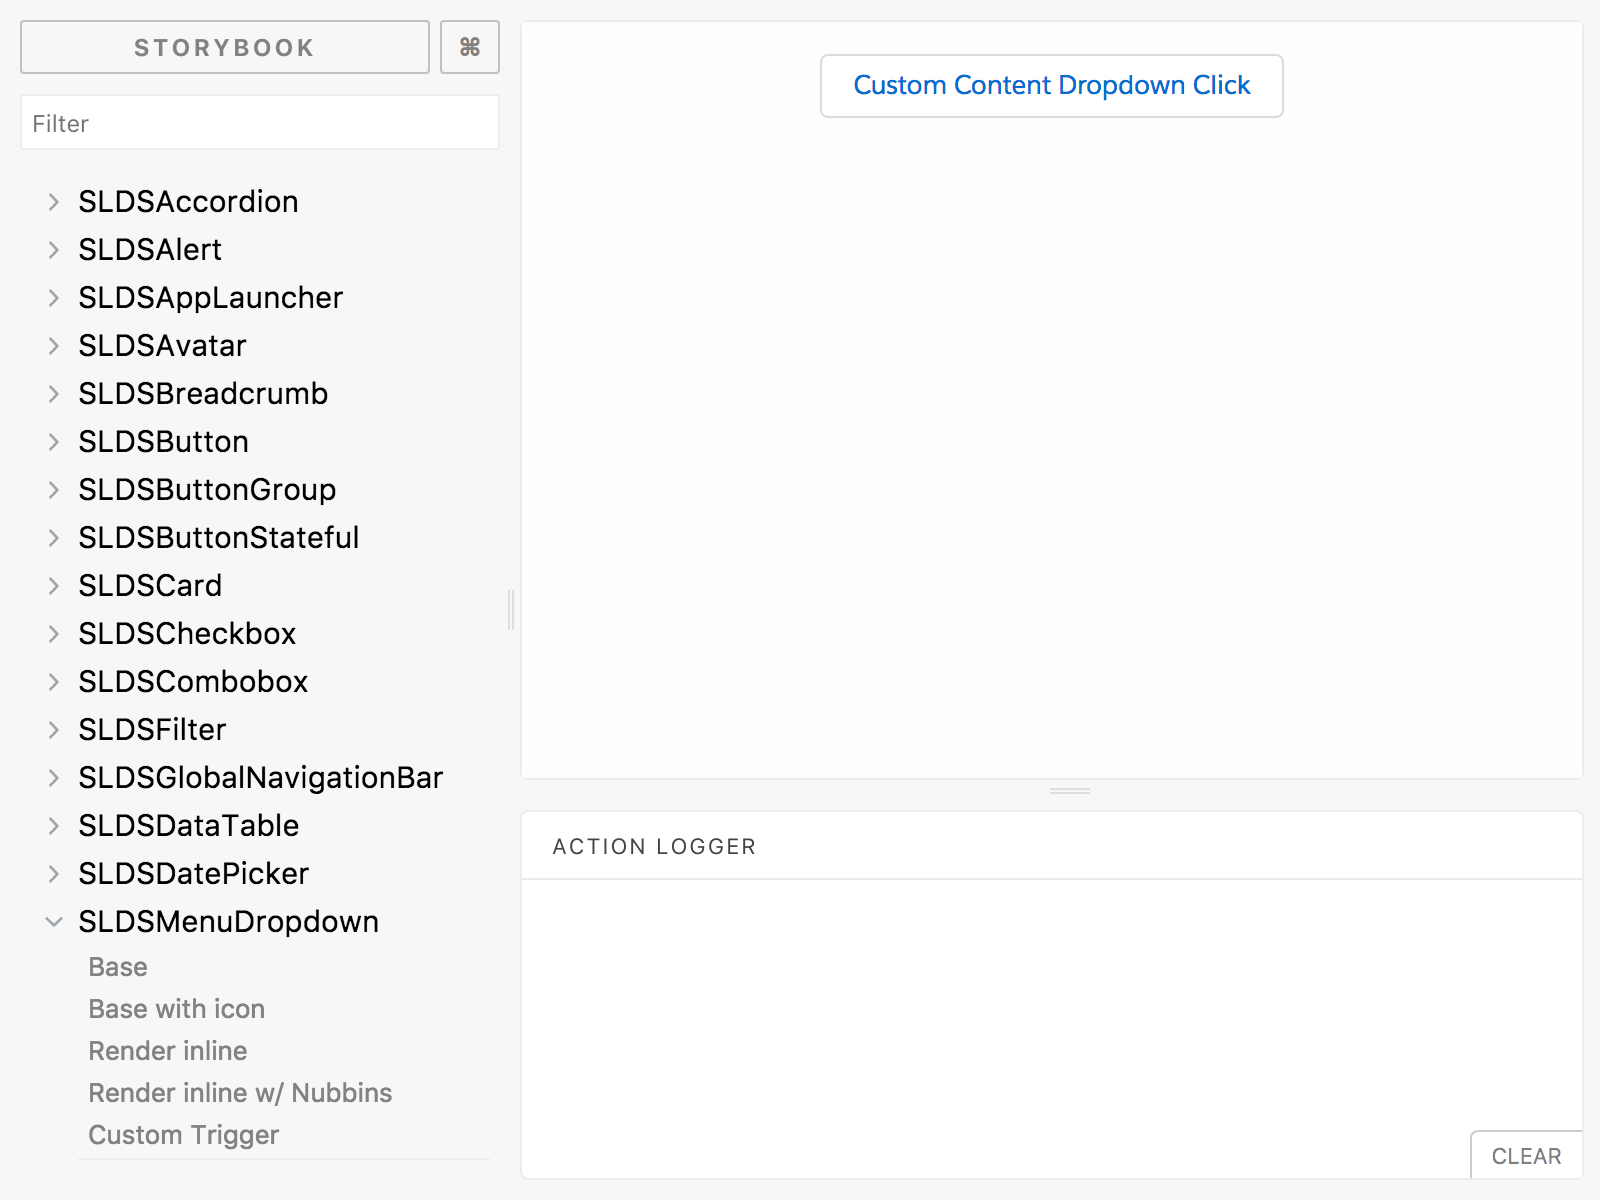 STORYBOOK
⌘
Filter
SLDSAccordion
SLDSAlert
SLDSAppLauncher
SLDSAvatar
SLDSBreadcrumb
SLDSButton
SLDSButtonGroup
SLDSButtonStateful
SLDSCard
SLDSCheckbox
SLDSCombobox
SLDSFilter
SLDSGlobalNavigationBar
SLDSDataTable
SLDSDatePicker
SLDSMenuDropdown
Base
Base with icon
Render inline
Render inline w/ Nubbins
Custom Trigger
Custom Content Dropdown Click
ACTION LOGGER
CLEAR